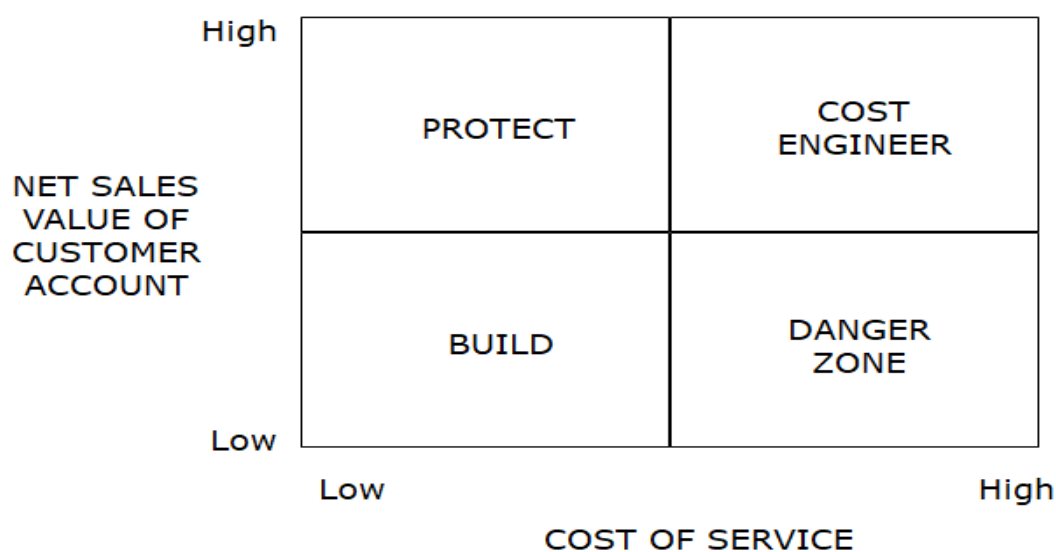 High
PROTECT
COST
ENGINEER
NET SALES
VALUE OF
CUSTOMER
ACCOUNT
BUILD
DANGER
ZONE
Low
Low
High
COST OF SERVICE